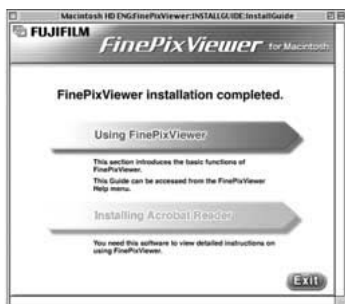 Macintosh HD ENG:FinePixViewer:INSTALLGUIDE:InstallGuide
FUJIFILM
FinePixViewer for Macintosh
FinePixViewer installation completed.
Using FinePixViewer
This section introduces the basic functions of
FinePixViewer.
This Guide can be accessed from the FinePixViewer
Help menu.
Installing Acrobat Reader
You need this software to view detailed instructions on
using FinePixViewer.
Exit